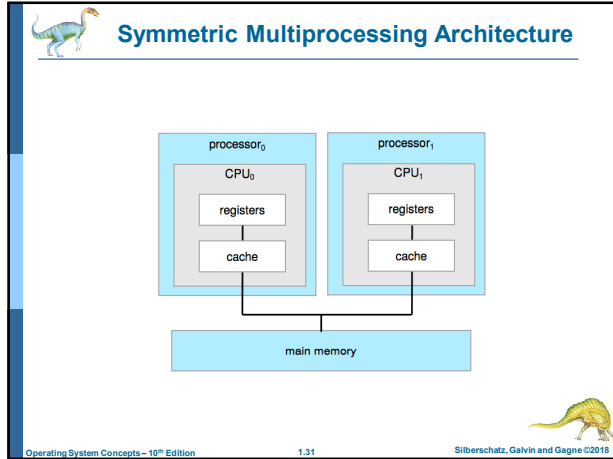 Symmetric Multiprocessing Architecture
processor₀ processor₁
CPU₀ CPU₁
registers registers
cache cache
main memory
Operating System Concepts – 10ᵗʰ Edition 1.31 Silberschatz, Galvin and Gagne ©2018